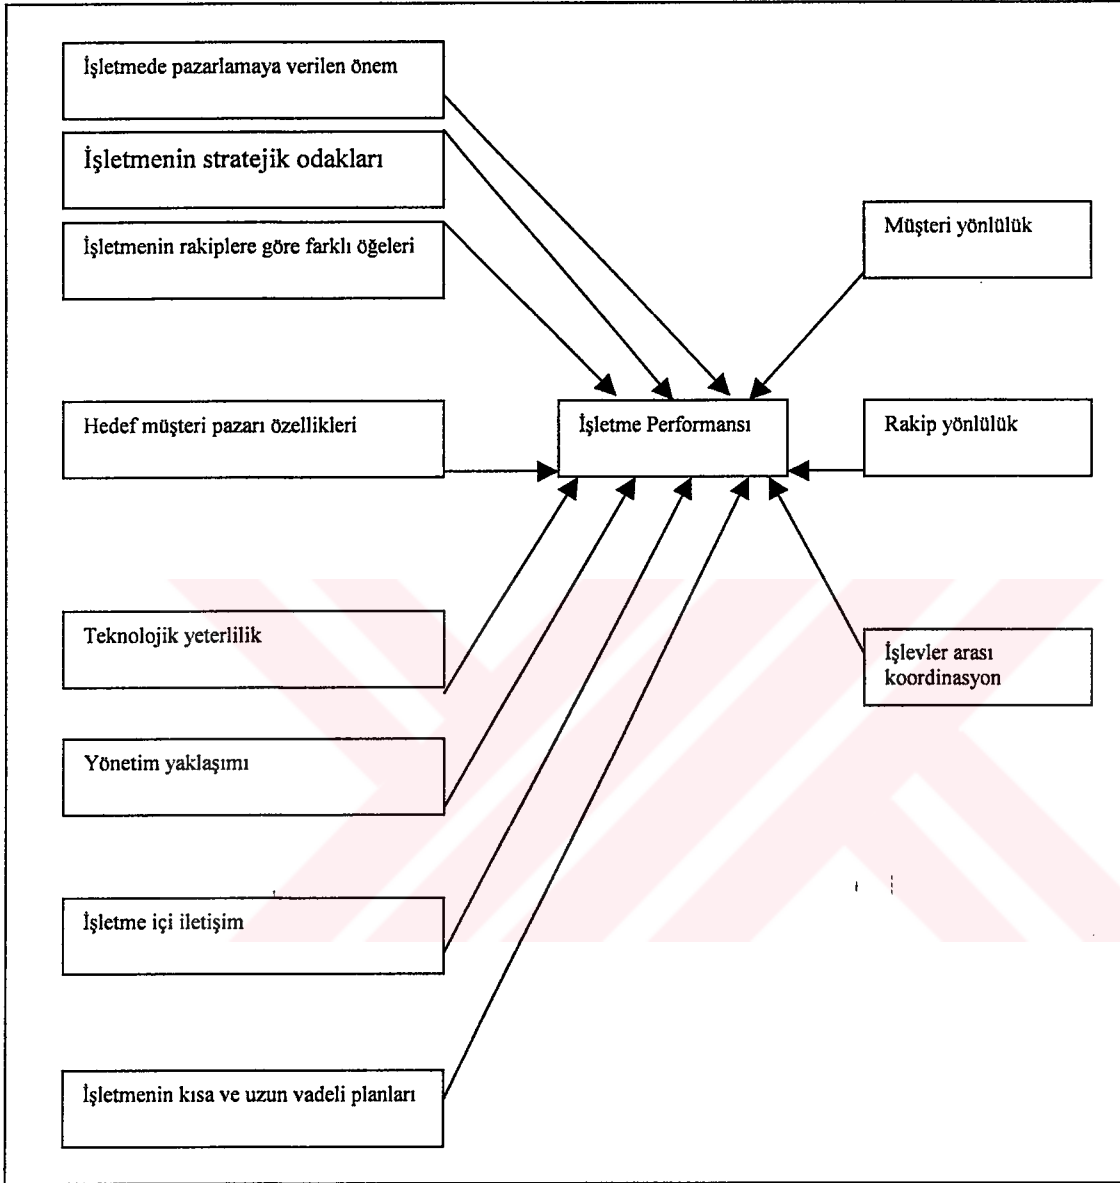 İşletmede pazarlamaya verilen önem
İşletmenin stratejik odakları
İşletmenin rakiplere göre farklı öğeleri
Müşteri yönlülük
Hedef müşteri pazarı özellikleri
İşletme Performansı
Rakip yönlülük
Teknolojik yeterlilik
İşlevler arası
koordinasyon
Yönetim yaklaşımı
İşletme içi iletişim
İşletmenin kısa ve uzun vadeli planları